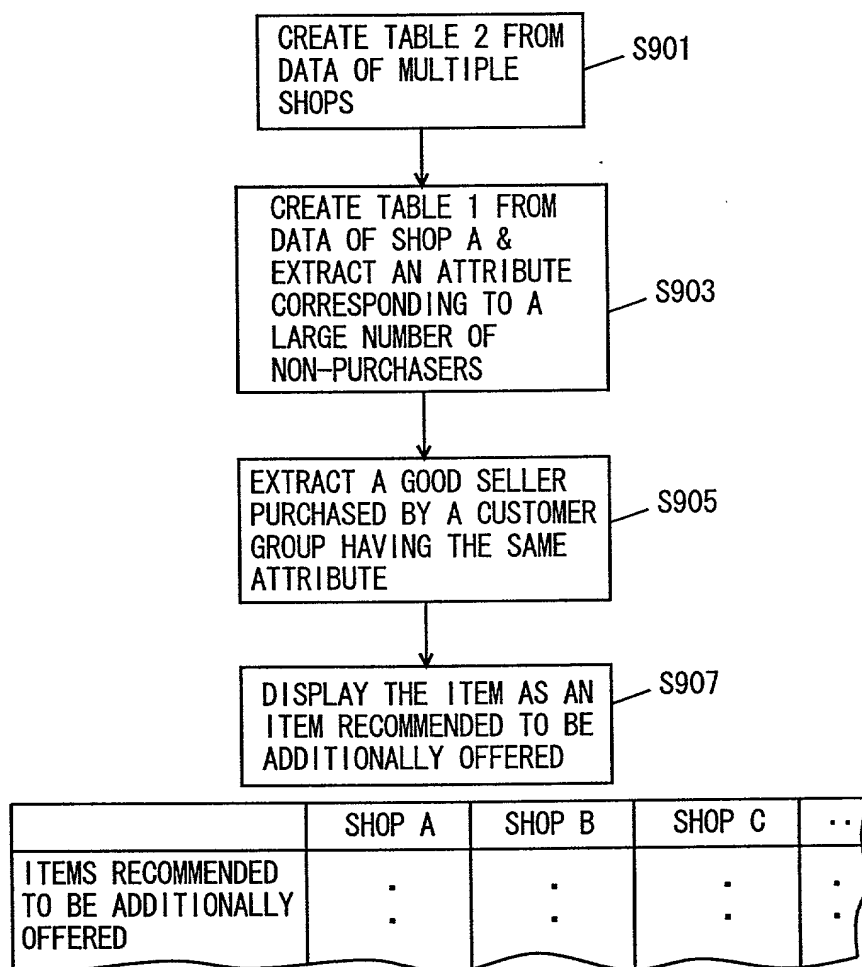 CREATE TABLE 2 FROM
DATA OF MULTIPLE
SHOPS
S901
CREATE TABLE 1 FROM
DATA OF SHOP A &
EXTRACT AN ATTRIBUTE
CORRESPONDING TO A
LARGE NUMBER OF
NON-PURCHASERS
S903
EXTRACT A GOOD SELLER
PURCHASED BY A CUSTOMER
GROUP HAVING THE SAME
ATTRIBUTE
S905
DISPLAY THE ITEM AS AN
ITEM RECOMMENDED TO BE
ADDITIONALLY OFFERED
S907
SHOP A SHOP B SHOP C ..
ITEMS RECOMMENDED
TO BE ADDITIONALLY
OFFERED